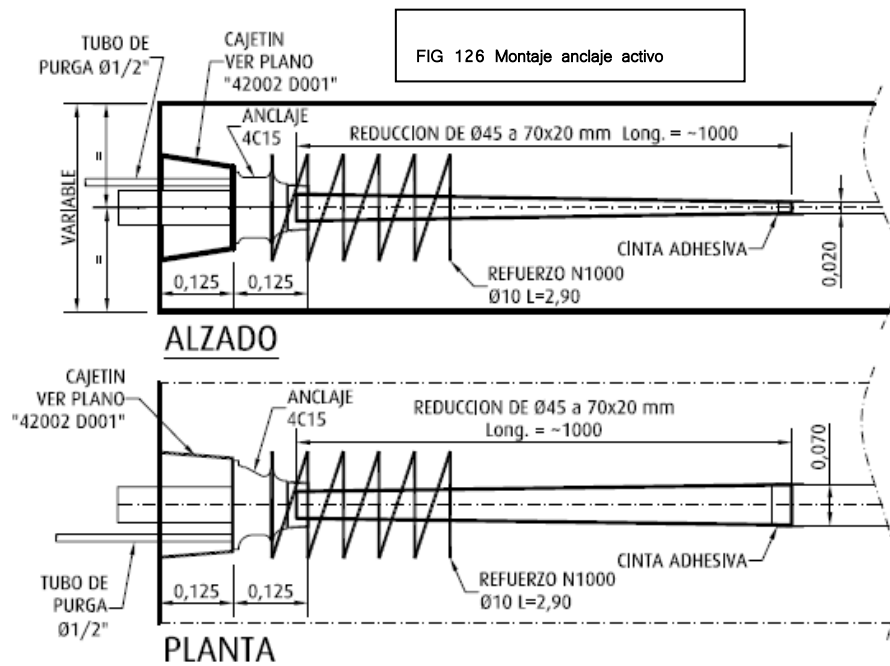 FIG 126 Montaje anclaje activo
TUBO DE
PURGA Ø1/2"
CAJETIN
VER PLANO
"42002 D001"
ANCLAJE
4C15
REDUCCION DE Ø45 a 70x20 mm Long. = ~1000
VARIABLE
=
=
CINTA ADHESIVA
0,020
0,125
0,125
REFUERZO N1000
Ø10 L=2,90
ALZADO
CAJETIN
VER PLANO
"42002 D001"
ANCLAJE
4C15
REDUCCION DE Ø45 a 70x20 mm
Long. = ~1000
0,070
CINTA ADHESIVA
TUBO DE
PURGA
Ø1/2"
0,125
0,125
REFUERZO N1000
Ø10 L=2,90
PLANTA